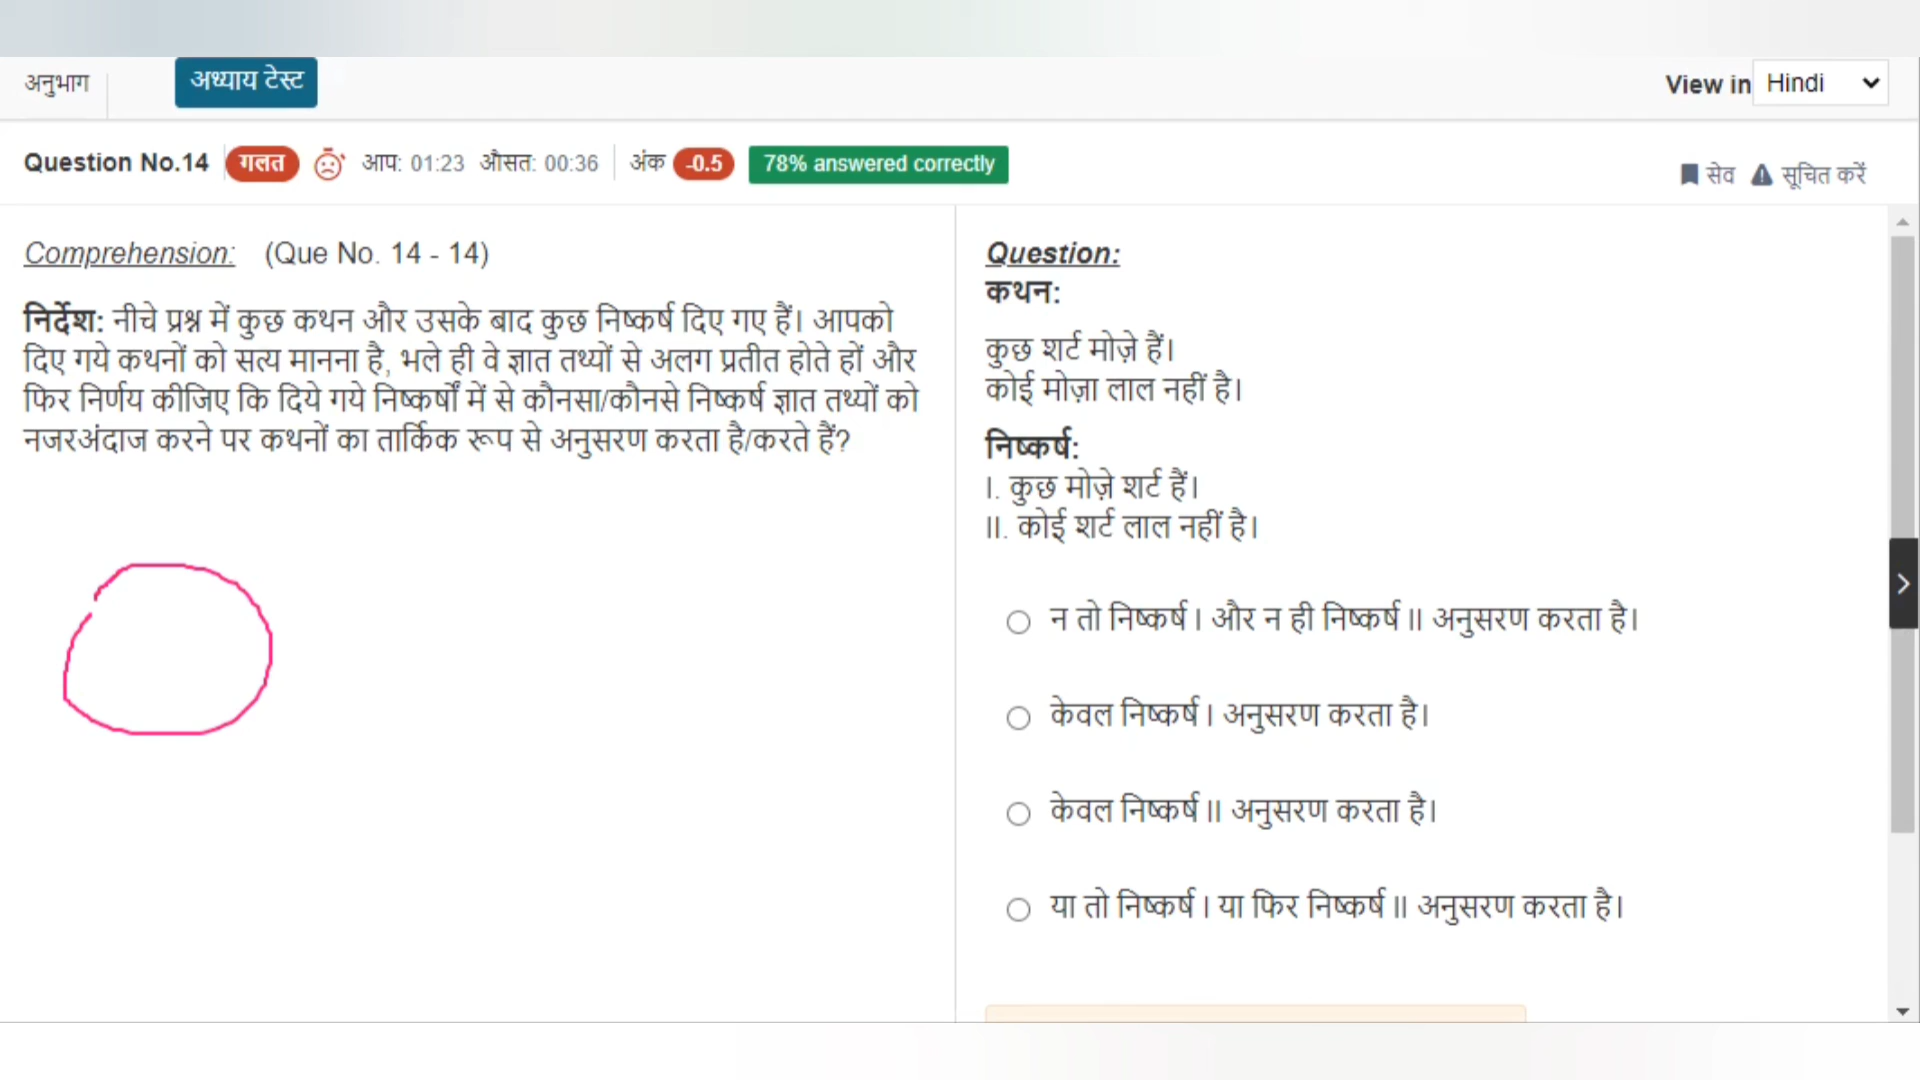 अनुभाग
अध्याय टेस्ट
View in Hindi
Question No.14 गलत आप: 01:23 औसत: 00:36 अंक -0.5 78% answered correctly
सेव सूचित करें
Comprehension: (Que No. 14 - 14)
निर्देश: नीचे प्रश्न में कुछ कथन और उसके बाद कुछ निष्कर्ष दिए गए हैं। आपको
दिए गये कथनों को सत्य मानना है, भले ही वे ज्ञात तथ्यों से अलग प्रतीत होते हों और
फिर निर्णय कीजिए कि दिये गये निष्कर्षों में से कौनसा/कौनसे निष्कर्ष ज्ञात तथ्यों को
नजरअंदाज करने पर कथनों का तार्किक रूप से अनुसरण करता है/करते हैं?
Question:
कथन:
कुछ शर्ट मोज़े हैं।
कोई मोज़ा लाल नहीं है।
निष्कर्ष:
I. कुछ मोज़े शर्ट हैं।
II. कोई शर्ट लाल नहीं है।
न तो निष्कर्ष I और न ही निष्कर्ष II अनुसरण करता है।
केवल निष्कर्ष I अनुसरण करता है।
केवल निष्कर्ष II अनुसरण करता है।
या तो निष्कर्ष I या फिर निष्कर्ष II अनुसरण करता है।